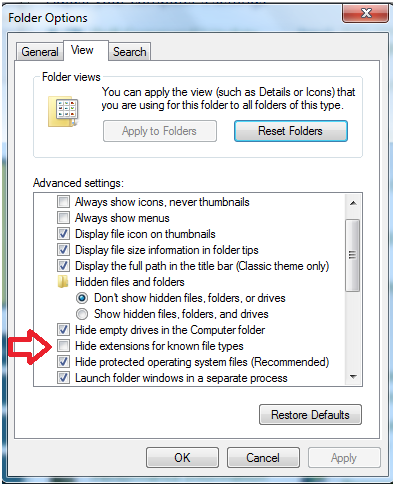 Folder Options
General View Search
Folder views
You can apply the view (such as Details or Icons) that
you are using for this folder to all folders of this type.
Apply to Folders Reset Folders
Advanced settings:
Always show icons, never thumbnails
Always show menus
Display file icon on thumbnails
Display file size information in folder tips
Display the full path in the title bar (Classic theme only)
Hidden files and folders
Don't show hidden files, folders, or drives
Show hidden files, folders, and drives
Hide empty drives in the Computer folder
Hide extensions for known file types
Hide protected operating system files (Recommended)
Launch folder windows in a separate process
Restore Defaults
OK Cancel Apply